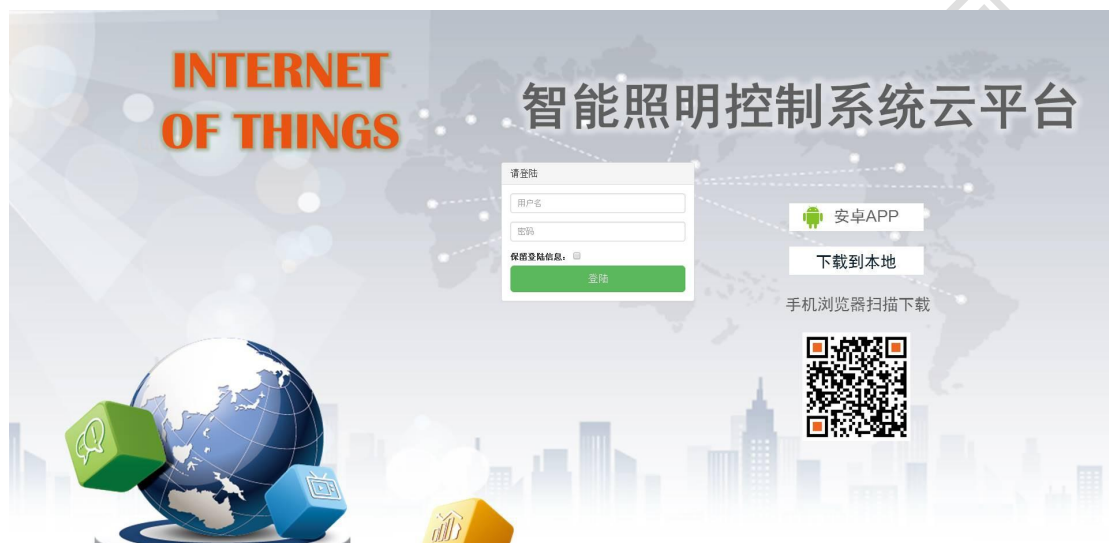 INTERNET
OF THINGS
智能照明控制系统云平台
请登陆
用户名
密码
保留登陆信息：
登陆
安卓APP
下载到本地
手机浏览器扫描下载